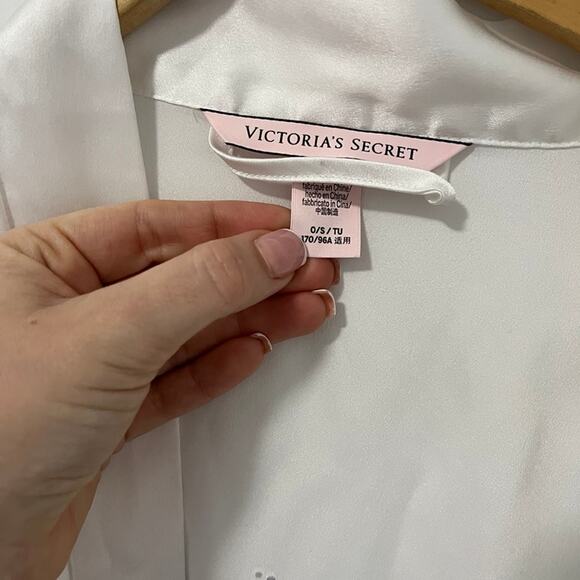 VICTORIA'S SECRET
fabriqué en Chine/
hecho en China/
fabbricato in Cina/
中国制造
O/S / TU
170/96A 适用